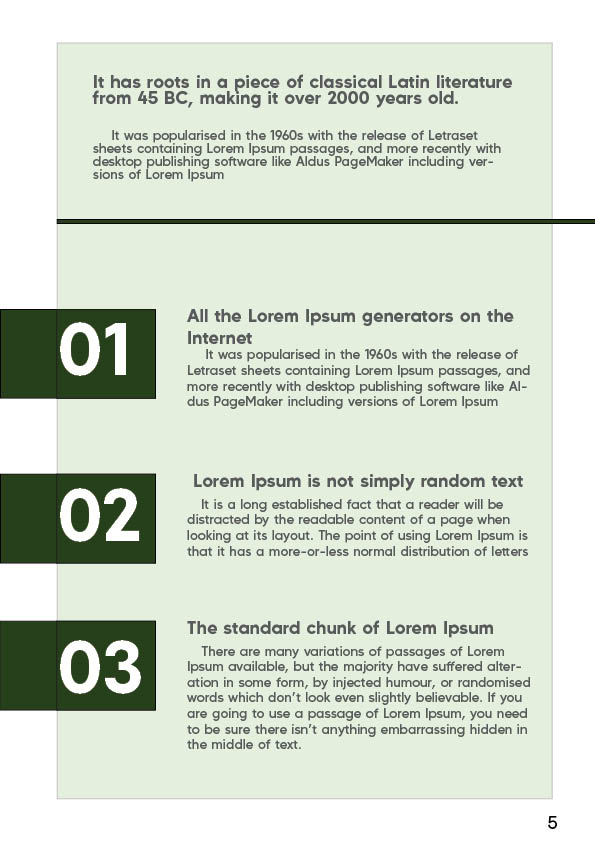 It has roots in a piece of classical Latin literature
from 45 BC, making it over 2000 years old.
It was popularised in the 1960s with the release of Letraset
sheets containing Lorem Ipsum passages, and more recently with
desktop publishing software like Aldus PageMaker including ver-
sions of Lorem Ipsum
01
All the Lorem Ipsum generators on the
Internet
It was popularised in the 1960s with the release of
Letraset sheets containing Lorem Ipsum passages, and
more recently with desktop publishing software like Al-
dus PageMaker including versions of Lorem Ipsum
02
Lorem Ipsum is not simply random text
It is a long established fact that a reader will be
distracted by the readable content of a page when
looking at its layout. The point of using Lorem Ipsum is
that it has a more-or-less normal distribution of letters
03
The standard chunk of Lorem Ipsum
There are many variations of passages of Lorem
Ipsum available, but the majority have suffered alter-
ation in some form, by injected humour, or randomised
words which don't look even slightly believable. If you
are going to use a passage of Lorem Ipsum, you need
to be sure there isn't anything embarrassing hidden in
the middle of text.
5